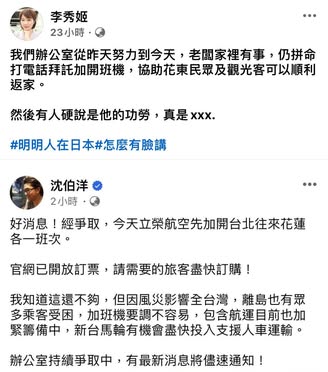 李秀姬
23小時 ·
我們辦公室從昨天努力到今天，老闆家裡有事，仍拼命
打電話拜託加開班機，協助花東民眾及觀光客可以順利
返家。
然後有人硬說是他的功勞，真是 xxx.
#明明人在日本#怎麼有臉講
沈伯洋
2小時 ·
好消息！經爭取，今天立榮航空先加開台北往來花蓮
各一班次。
官網已開放訂票，請需要的旅客盡快訂購！
我知道這還不夠，但因風災影響全台灣，離島也有眾
多乘客受困，加班機要調不容易，包含航運目前也加
緊籌備中，新台馬輪有機會盡快投入支援人車運輸。
辦公室持續爭取中，有最新消息將儘速通知！